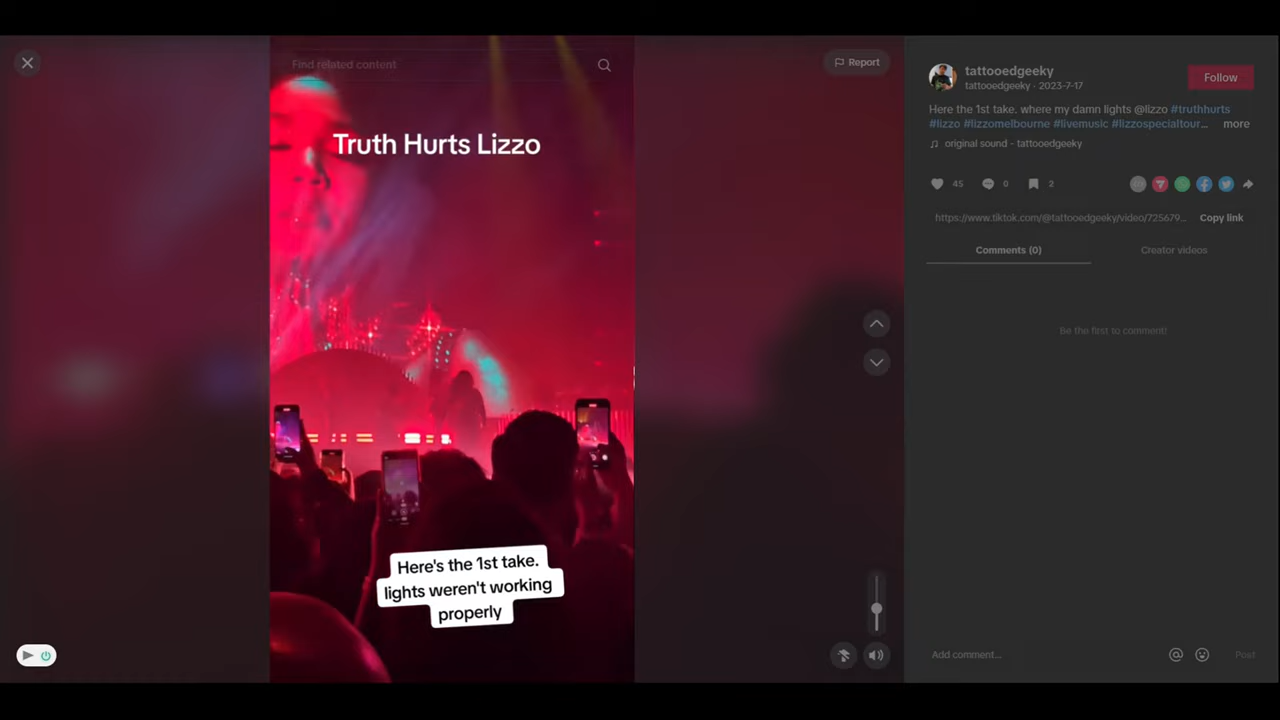 Find related content
Report
Truth Hurts Lizzo
Here's the 1st take.
lights weren't working
properly
tattooedgeeky
tattooedgeeky · 2023-7-17
Follow
Here the 1st take. where my damn lights @lizzo #truthhurts
#lizzo #lizzomelbourne #livemusic #lizzospecialtour... more
original sound - tattooedgeeky
45 0 2
https://www.tiktok.com/@tattooedgeeky/video/725679... Copy link
Comments (0) Creator videos
Be the first to comment!
Add comment... Post